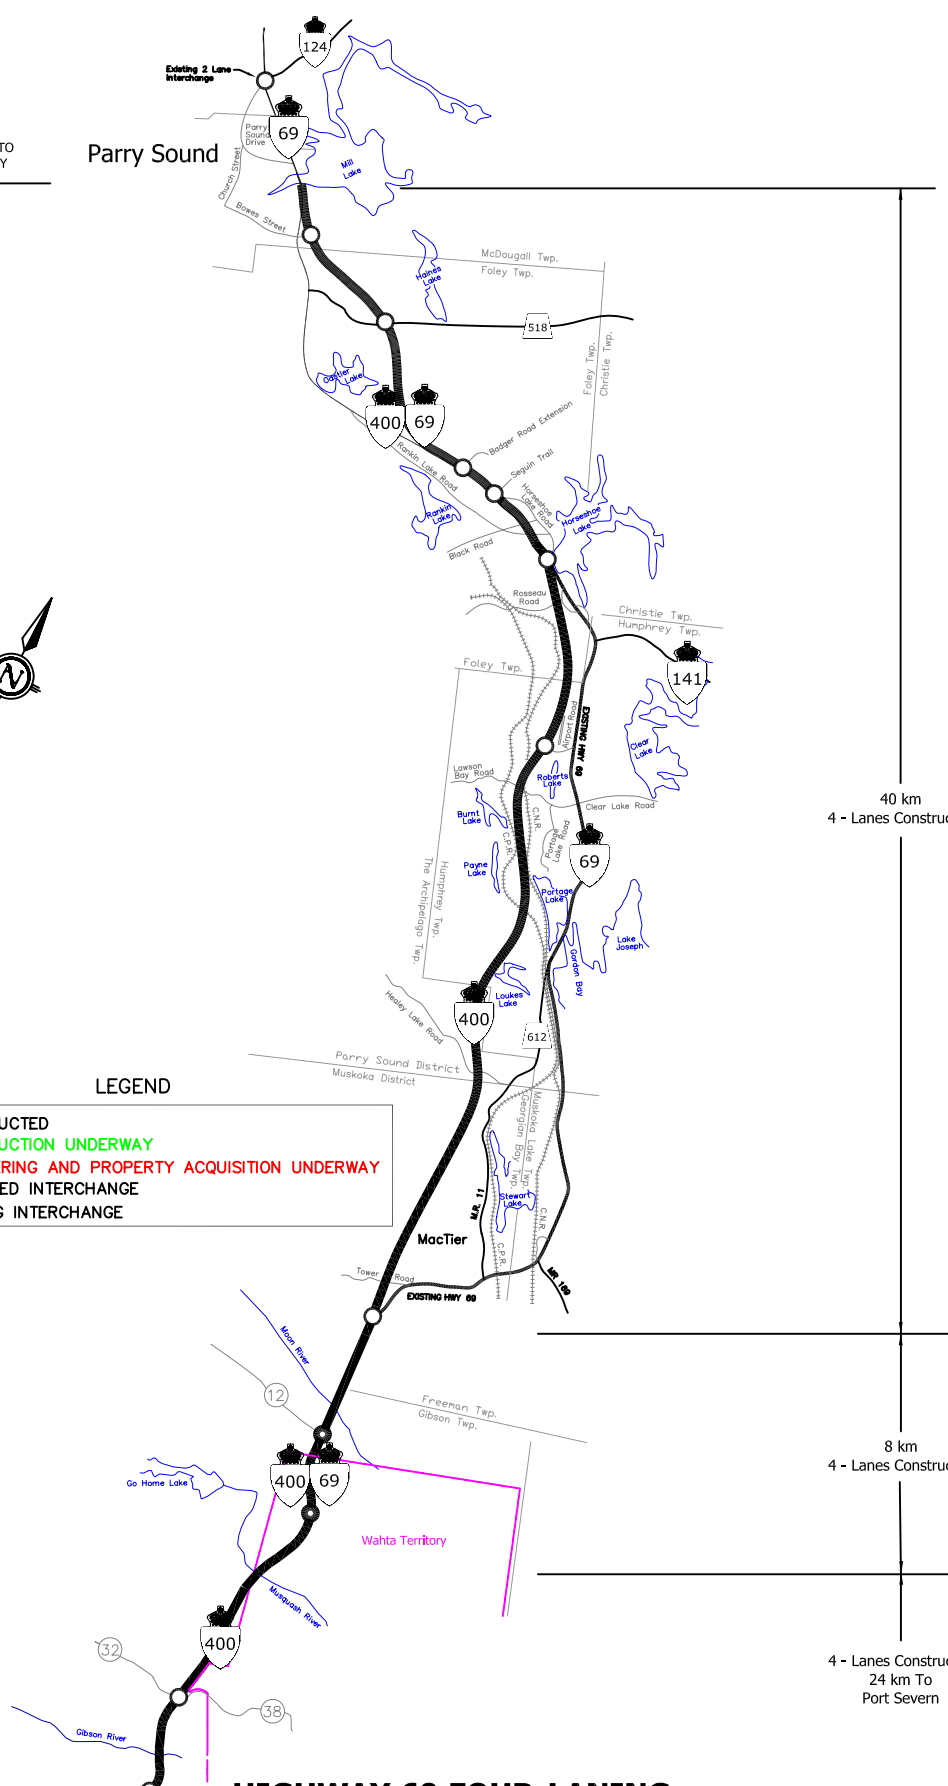 Existing 2 Lane
Interchange
124
TO
Y
Parry Sound
Parry
Sound
Drive
69
Church Street
Mill
Lake
Bowes Street
McDougall Twp.
Foley Twp.
Haines
Lake
518
Foley Twp.
Christie Twp.
Oastler
Lake
400
69
Badger Road Extension
Rankin Lake Road
Seguin Trail
Horseshoe
Lake Road
Rankin
Lake
Horseshoe
Lake
Black Road
Rosseau
Road
Christie Twp.
Humphrey Twp.
N
Foley Twp.
141
Airport Road
EXISTING HWY 69
Clear
Lake
Lawson
Bay Road
Roberts
Lake
Clear Lake Road
40 km
4 - Lanes Construc
Burnt
Lake
C.N.R.
C.P.R.
Portage
Lake Road
69
Payne
Lake
Humphrey Twp.
The Archipelago Twp.
Portage
Lake
Lake
Joseph
Gordon Bay
Loukes
Lake
Healey Lake Road
400
612
Parry Sound District
Muskoka District
LEGEND
UCTED
UCTION UNDERWAY
ERING AND PROPERTY ACQUISITION UNDERWAY
ED INTERCHANGE
G INTERCHANGE
Muskoka Lake Twp.
Georgian Bay Twp.
Stewart
Lake
M.R. 11
MacTier
C.P.R.
C.N.R.
Tower Road
EXISTING HWY 69
MR 169
Moon River
12
Freeman Twp.
Gibson Twp.
8 km
4 - Lanes Construc
400
69
Go Home Lake
Wahta Territory
Musquash River
400
32
38
4 - Lanes Construc
24 km To
Port Severn
Gibson River
HIGHWAY 69 FOUR LANING